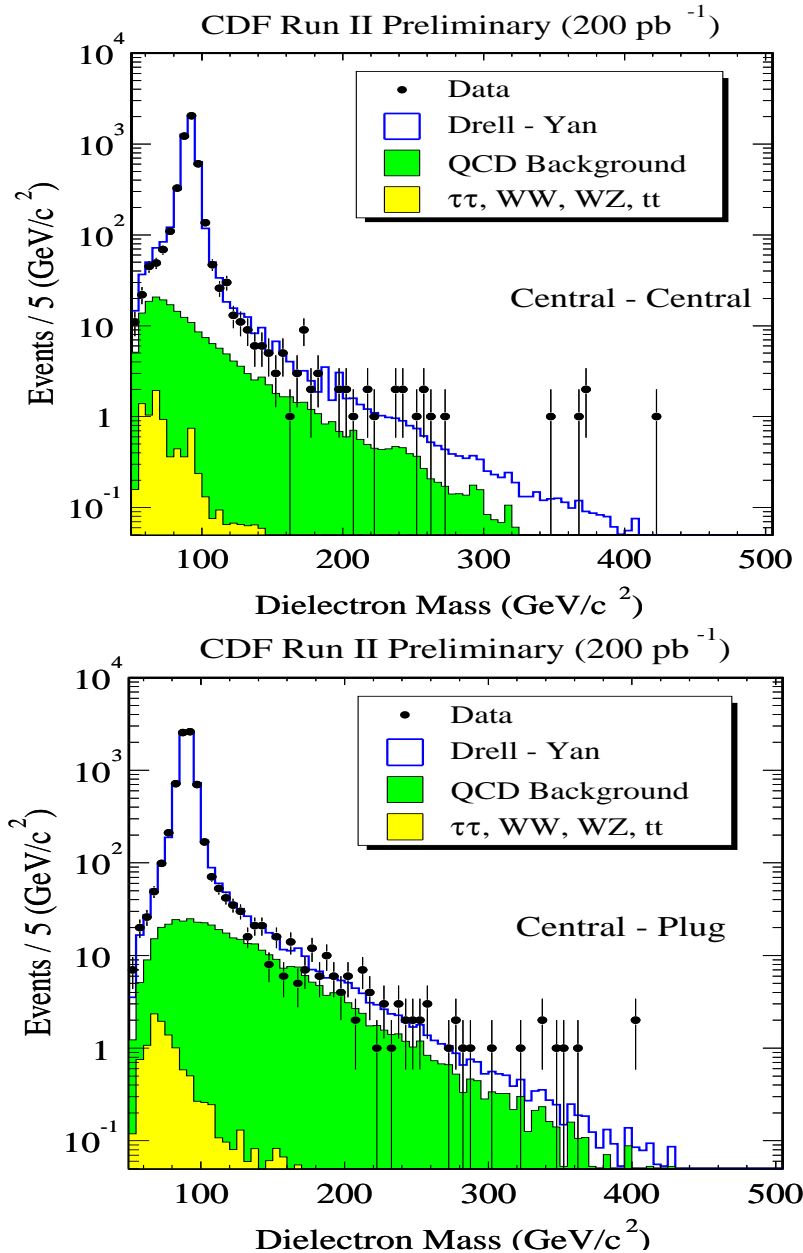 CDF Run II Preliminary (200 pb -1)
Events / 5 (GeV/c 2)
10 4
10 3
10 2
10
1
10 -1
Data
Drell - Yan
QCD Background
ττ, WW, WZ, tt
Central - Central
100 200 300 400 500
Dielectron Mass (GeV/c 2)
CDF Run II Preliminary (200 pb -1)
Events / 5 (GeV/c 2)
10 4
10 3
10 2
10
1
10 -1
Data
Drell - Yan
QCD Background
ττ, WW, WZ, tt
Central - Plug
100 200 300 400 500
Dielectron Mass (GeV/c 2)